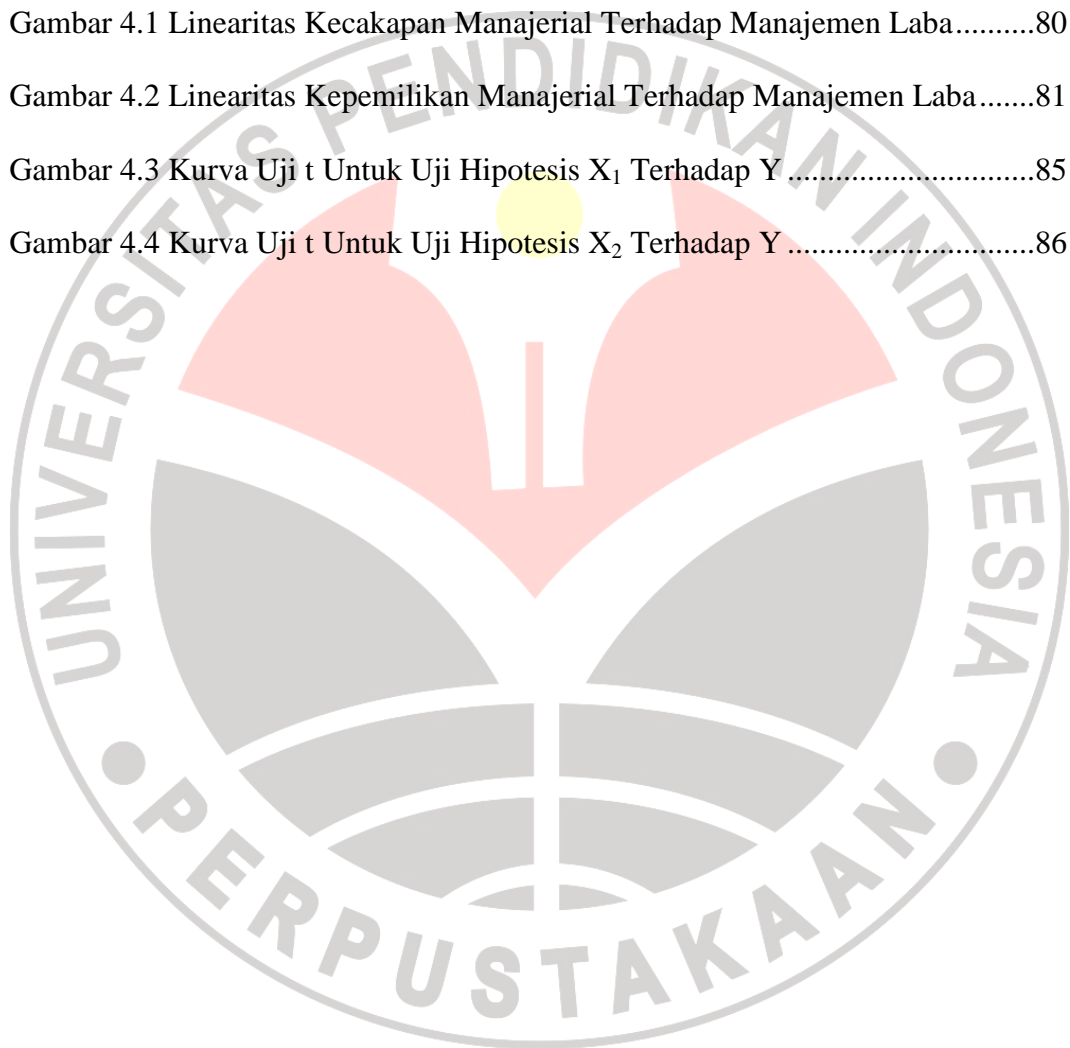 Gambar 4.1 Linearitas Kecakapan Manajerial Terhadap Manajemen Laba..........80
Gambar 4.2 Linearitas Kepemilikan Manajerial Terhadap Manajemen Laba.......81
Gambar 4.3 Kurva Uji t Untuk Uji Hipotesis X₁ Terhadap Y ..............................85
Gambar 4.4 Kurva Uji t Untuk Uji Hipotesis X₂ Terhadap Y ..............................86
UNIVERSITAS PENDIDIKAN INDONESIA
• PERPUSTAKAAN •